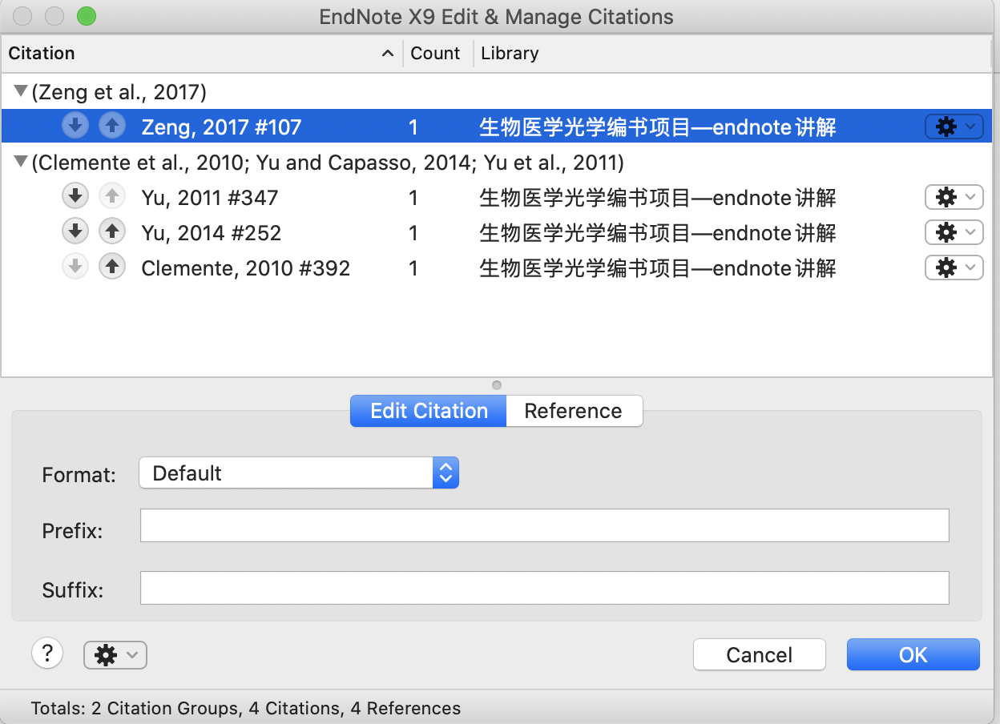 EndNote X9 Edit & Manage Citations
Citation Count Library
(Zeng et al., 2017)
Zeng, 2017 #107 1 生物医学光学编书项目—endnote讲解
(Clemente et al., 2010; Yu and Capasso, 2014; Yu et al., 2011)
Yu, 2011 #347 1 生物医学光学编书项目—endnote讲解
Yu, 2014 #252 1 生物医学光学编书项目—endnote讲解
Clemente, 2010 #392 1 生物医学光学编书项目—endnote讲解
Edit Citation Reference
Format: Default
Prefix:
Suffix:
? Cancel OK
Totals: 2 Citation Groups, 4 Citations, 4 References